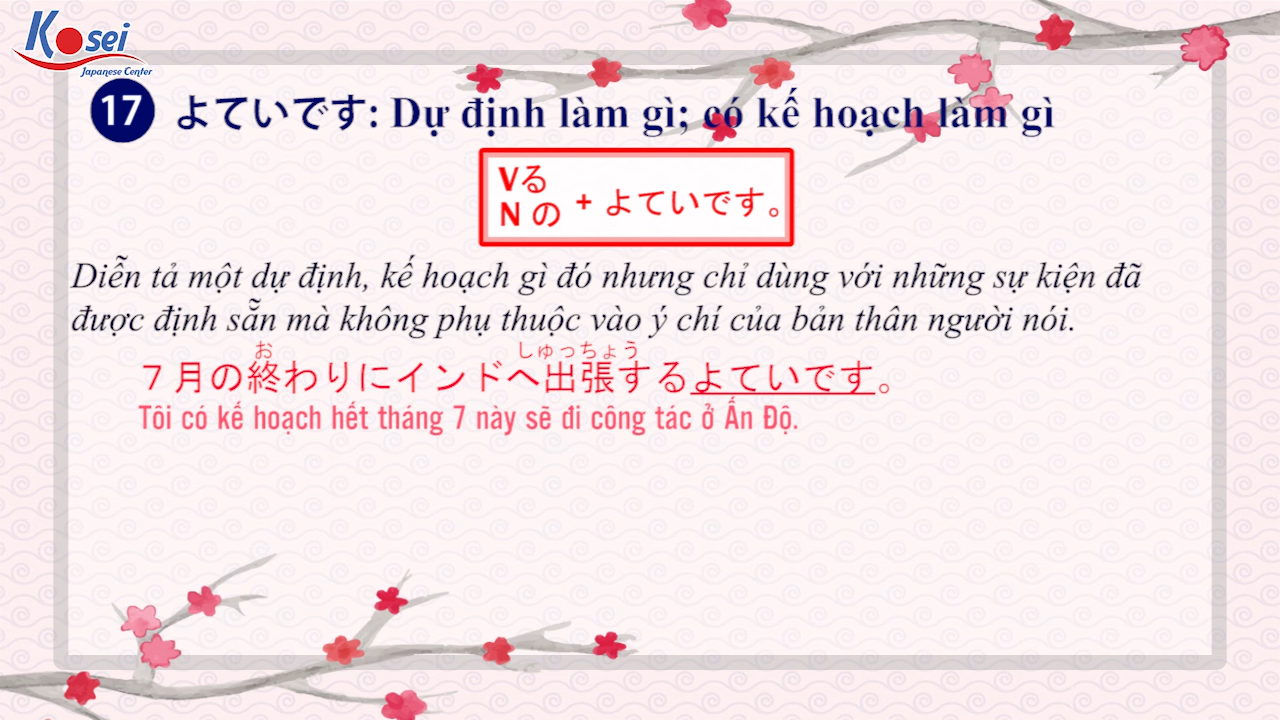 Kosei
Japanese Center
17 よていです: Dự định làm gì; có kế hoạch làm gì
Vる
N の
+ よていです。
Diễn tả một dự định, kế hoạch gì đó nhưng chỉ dùng với những sự kiện đã
được định sẵn mà không phụ thuộc vào ý chí của bản thân người nói.
お しゅっちょう
７月の終わりにインドへ出張するよていです。
Tôi có kế hoạch hết tháng 7 này sẽ đi công tác ở Ấn Độ.